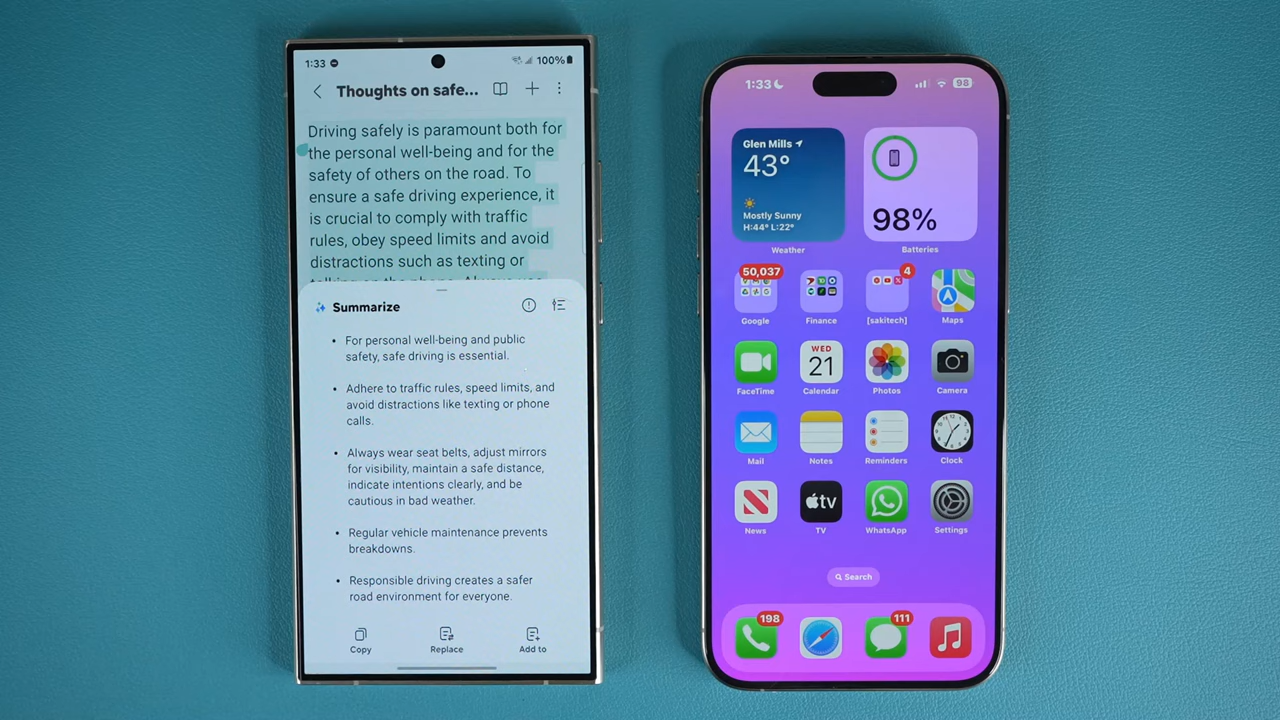 1:33
100%
Thoughts on safe...
Driving safely is paramount both for
the personal well-being and for the
safety of others on the road. To
ensure a safe driving experience, it
is crucial to comply with traffic
rules, obey speed limits and avoid
distractions such as texting or
Summarize
• For personal well-being and public
safety, safe driving is essential.
• Adhere to traffic rules, speed limits, and
avoid distractions like texting or phone
calls.
• Always wear seat belts, adjust mirrors
for visibility, maintain a safe distance,
indicate intentions clearly, and be
cautious in bad weather.
• Regular vehicle maintenance prevents
breakdowns.
• Responsible driving creates a safer
road environment for everyone.
Copy Replace Add to
1:33
98
Glen Mills
43°
Mostly Sunny
H:44° L:22°
Weather
98%
Batteries
50,037
4
Google Finance [sakitech] Maps
WED
21
FaceTime Calendar Photos Camera
Mail Notes Reminders Clock
tv
News TV WhatsApp Settings
Search
198
111